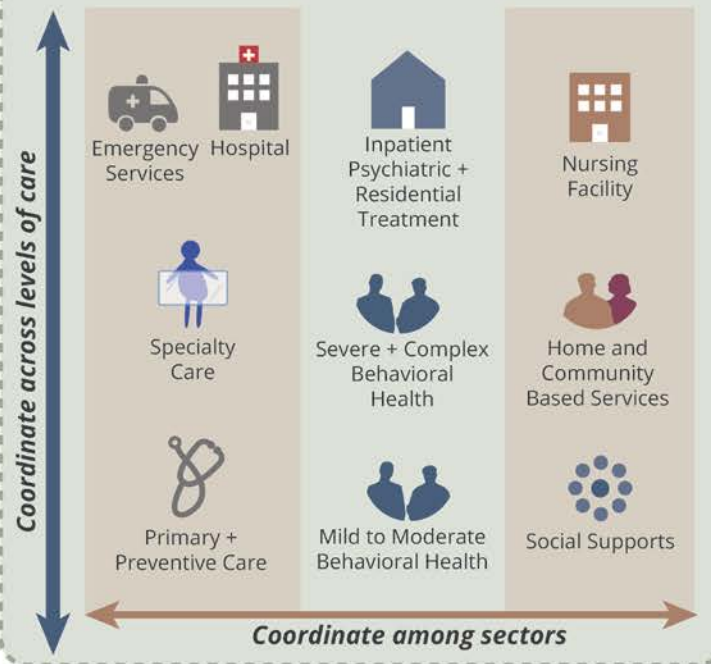 Coordinate across levels of care
Emergency
Services
Hospital
Inpatient
Psychiatric +
Residential
Treatment
Nursing
Facility
Specialty
Care
Severe + Complex
Behavioral
Health
Home and
Community
Based Services
Primary +
Preventive Care
Mild to Moderate
Behavioral Health
Social Supports
Coordinate among sectors